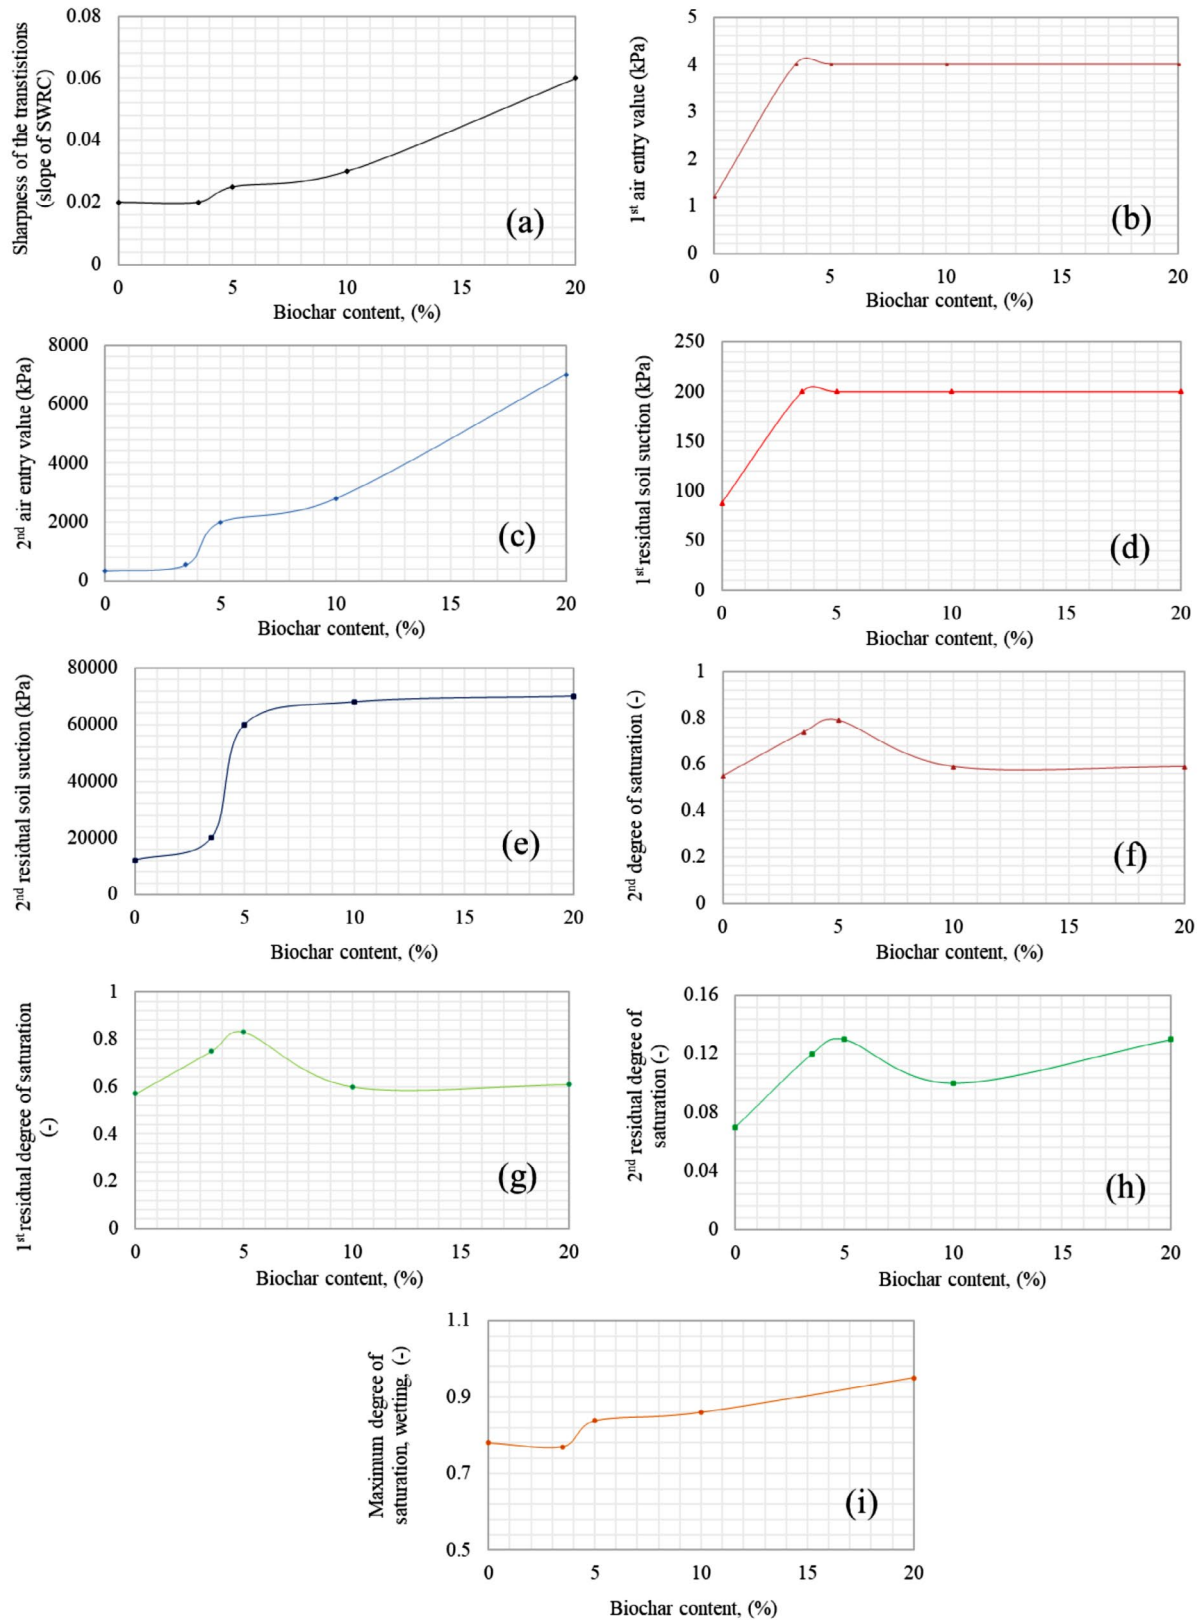 Sharpness of the transtistions
(slope of SWRC)
0.08
0.06
0.04
0.02
0
0 5 10 15 20
Biochar content, (%)
(a)
1st air entry value (kPa)
5
4
3
2
1
0
0 5 10 15 20
Biochar content, (%)
(b)
2nd air entry value (kPa)
8000
6000
4000
2000
0
0 5 10 15 20
Biochar content, (%)
(c)
1st residual soil suction (kPa)
250
200
150
100
50
0
0 5 10 15 20
Biochar content, (%)
(d)
2nd residual soil suction (kPa)
80000
60000
40000
20000
0
0 5 10 15 20
Biochar content, (%)
(e)
2nd degree of saturation (-)
1
0.8
0.6
0.4
0.2
0
0 5 10 15 20
Biochar content, (%)
(f)
1st residual degree of saturation
(-)
1
0.8
0.6
0.4
0.2
0
0 5 10 15 20
Biochar content, (%)
(g)
2nd residual degree of
saturation (-)
0.16
0.12
0.08
0.04
0
0 5 10 15 20
Biochar content, (%)
(h)
Maximum degree of
saturation, wetting, (-)
1.1
0.9
0.7
0.5
0 5 10 15 20
Biochar content, (%)
(i)